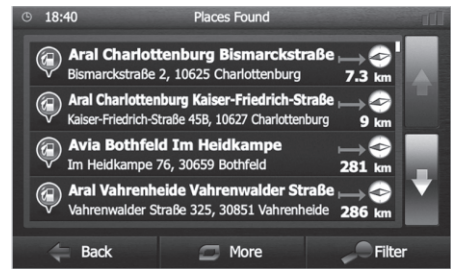 18:40 Places Found
Aral Charlottenburg Bismarckstraße
Bismarckstraße 2, 10625 Charlottenburg 7.3 km
Aral Charlottenburg Kaiser-Friedrich-Straße
Kaiser-Friedrich-Straße 45B, 10627 Charlottenburg 9 km
Avia Bothfeld Im Heidkampe
Im Heidkampe 76, 30659 Bothfeld 281 km
Aral Vahrenheide Vahrenwalder Straße
Vahrenwalder Straße 325, 30851 Vahrenheide 286 km
Back More Filter